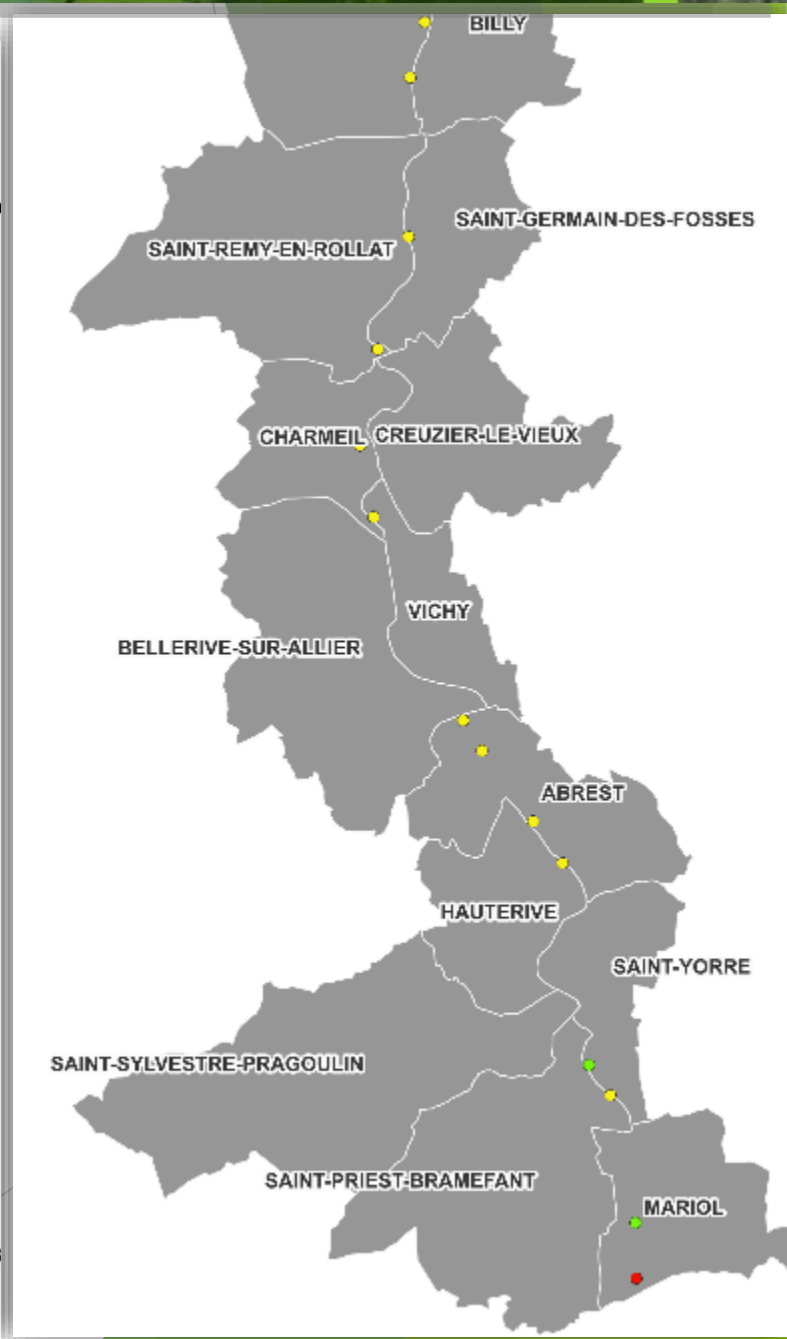 BILLY
SAINT-GERMAIN-DES-FOSSES
SAINT-REMY-EN-ROLLAT
CHARMEIL
CREUZIER-LE-VIEUX
VICHY
BELLERIVE-SUR-ALLIER
ABREST
HAUTERIVE
SAINT-YORRE
SAINT-SYLVESTRE-PRAGOULIN
SAINT-PRIEST-BRAMEFANT
MARIOL